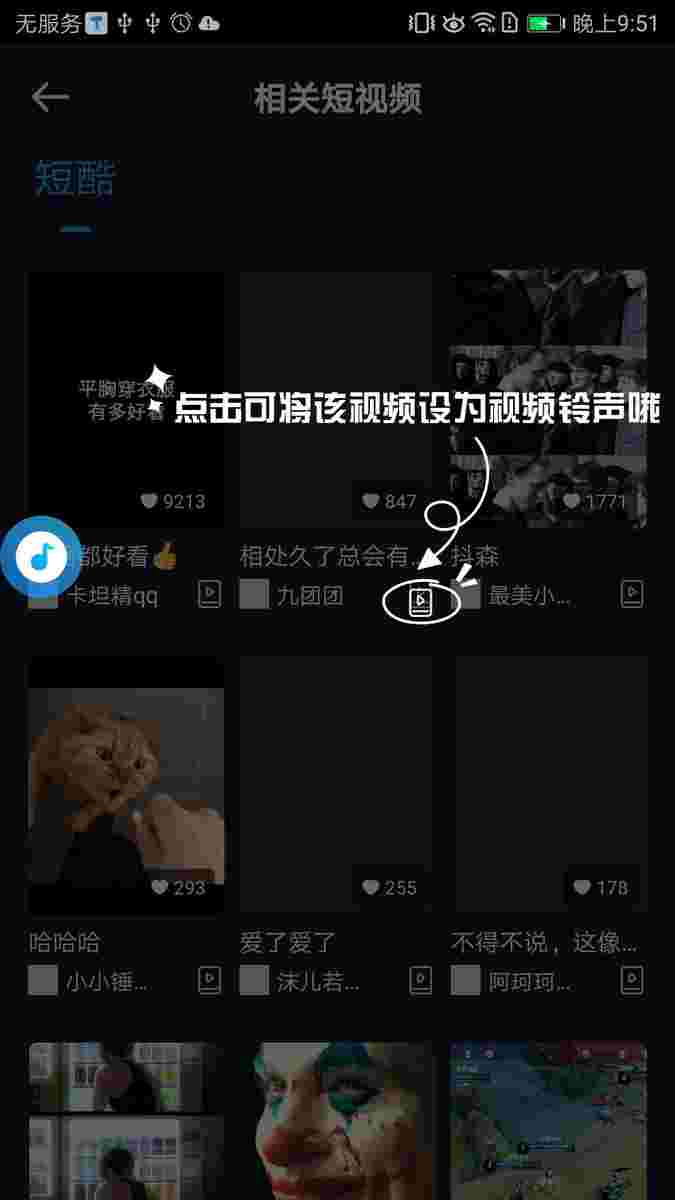 无服务
晚上9:51
相关短视频
短酷
平胸穿衣服
有多好看
点击可将该视频设为视频铃声哦
9213
847
1771
都好看👍
相处久了总会有...
抖森
卡坦精qq
九团团
最美小...
293
255
178
哈哈哈
爱了爱了
不得不说，这像...
小小锤...
沫儿若...
阿珂珂...